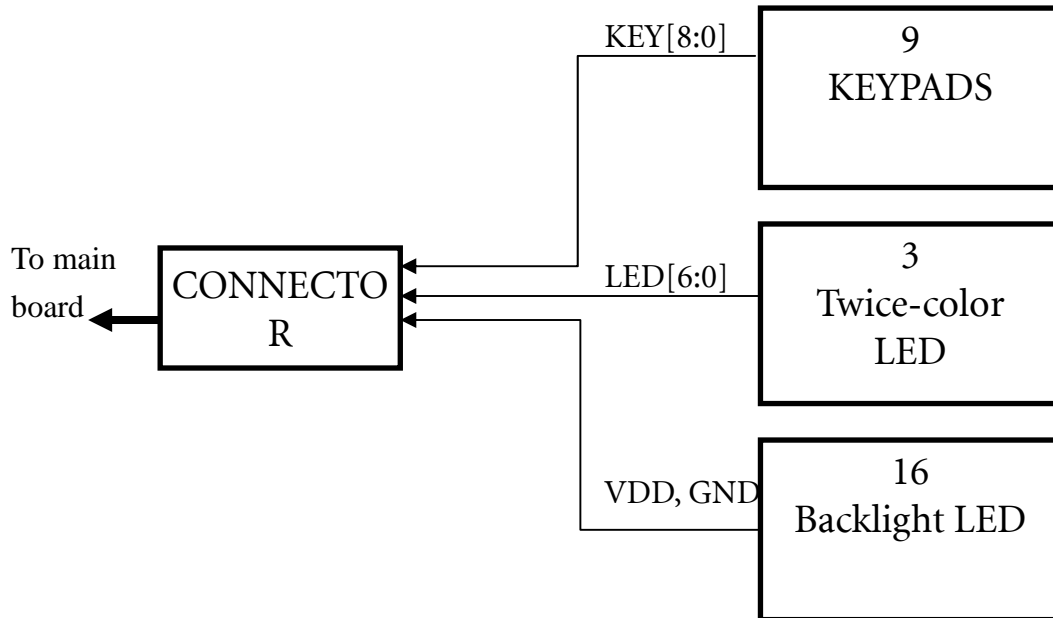 KEY[8:0]
9
KEYPADS
To main
board
CONNECTO
R
LED[6:0]
3
Twice-color
LED
VDD, GND
16
Backlight LED